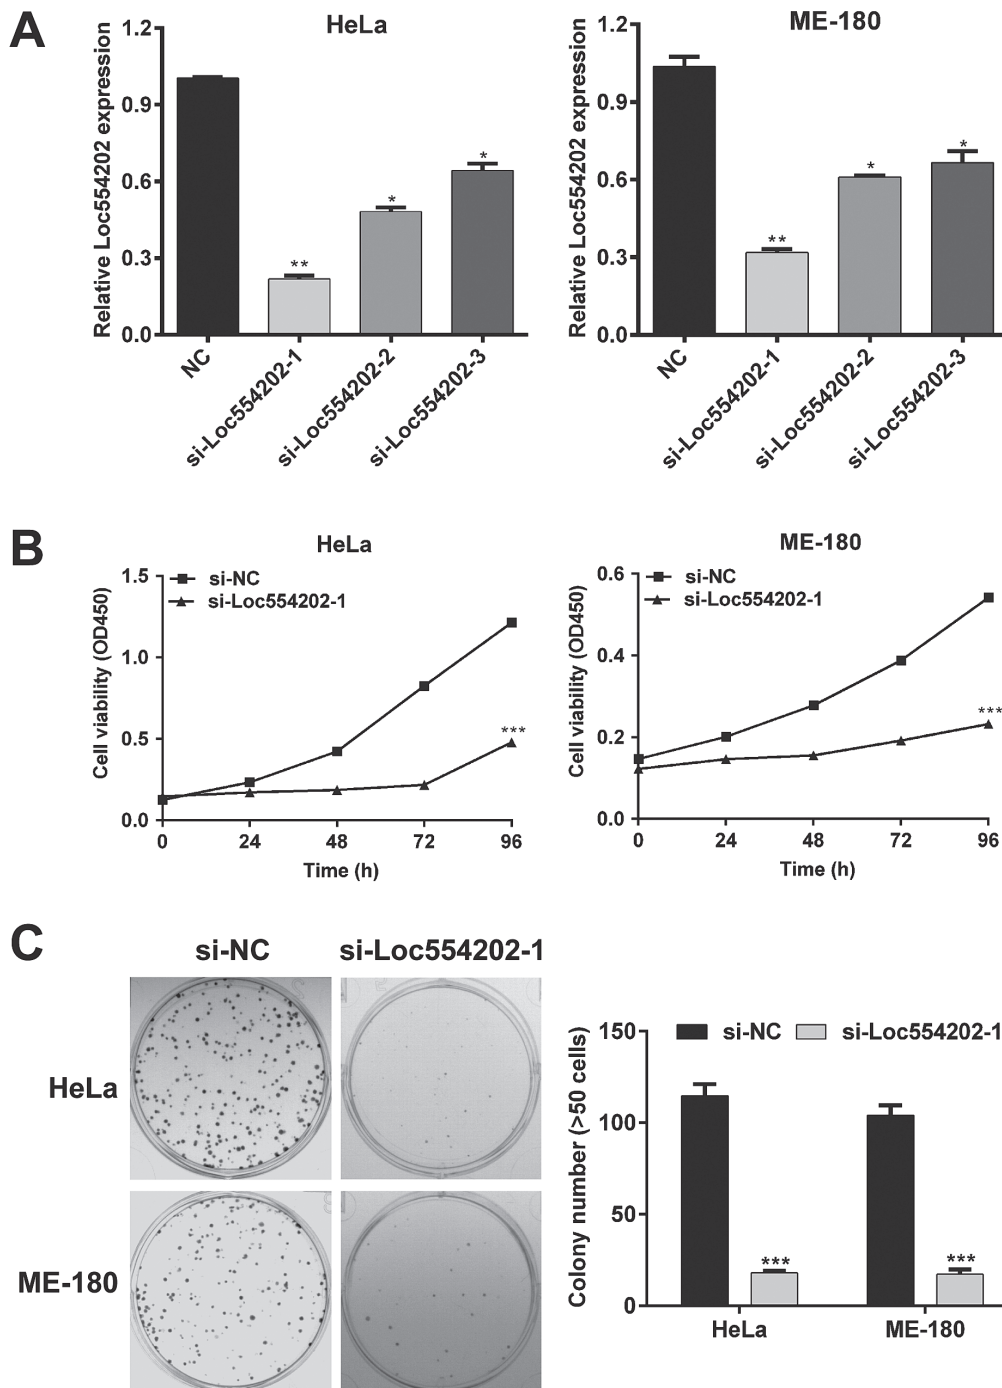 A
HeLa
ME-180
Relative Loc554202 expression
1.2
0.9
0.6
0.3
0.0
**
*
*
NC
si-Loc554202-1
si-Loc554202-2
si-Loc554202-3
Relative Loc554202 expression
1.2
0.9
0.6
0.3
0.0
**
*
*
NC
si-Loc554202-1
si-Loc554202-2
si-Loc554202-3
B
HeLa
Cell viability (OD450)
1.5
1.0
0.5
0.0
si-NC
si-Loc554202-1
***
0 24 48 72 96
Time (h)
ME-180
Cell viability (OD450)
0.6
0.4
0.2
0.0
si-NC
si-Loc554202-1
***
0 24 48 72 96
Time (h)
C
si-NC si-Loc554202-1
HeLa
ME-180
Colony number (>50 cells)
150
100
50
0
si-NC si-Loc554202-1
***
***
HeLa ME-180